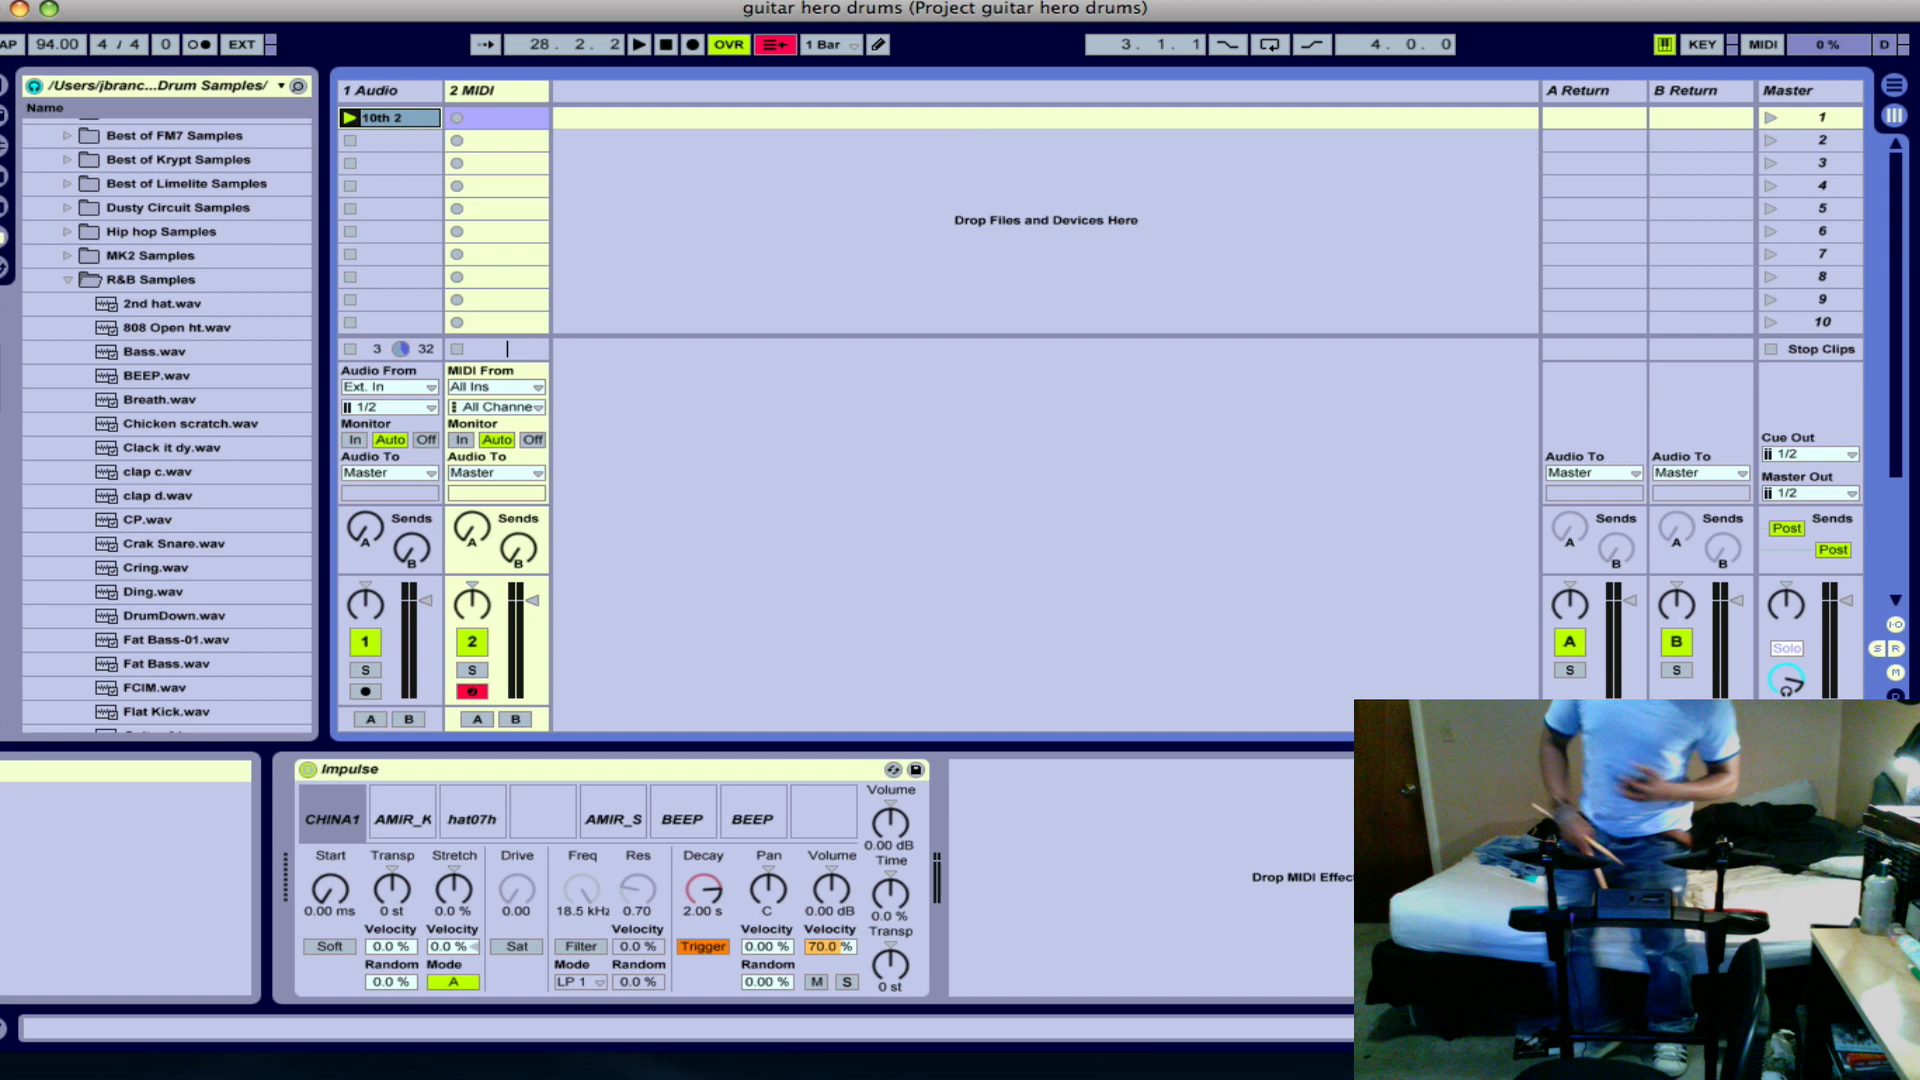 guitar hero drums (Project guitar hero drums)
AP 94.00 4 / 4 0 EXT 28. 2. 2 OVR 1 Bar 3. 1. 1 4. 0. 0 KEY MIDI 0 % D
/Users/jbranc...Drum Samples/
Name
Best of FM7 Samples
Best of Krypt Samples
Best of Limelite Samples
Dusty Circuit Samples
Hip hop Samples
MK2 Samples
R&B Samples
2nd hat.wav
808 Open ht.wav
Bass.wav
BEEP.wav
Breath.wav
Chicken scratch.wav
Clack it dy.wav
clap c.wav
clap d.wav
CP.wav
Crak Snare.wav
Cring.wav
Ding.wav
DrumDown.wav
Fat Bass-01.wav
Fat Bass.wav
FCIM.wav
Flat Kick.wav
1 Audio 2 MIDI A Return B Return Master
10th 2 1
2
3
4
5
6
7
8
9
10
Drop Files and Devices Here
3 32 Stop Clips
Audio From MIDI From
Ext. In All Ins
1/2 All Channe
Monitor Monitor
In Auto Off In Auto Off
Audio To Audio To Audio To Audio To
Master Master Master Master
Cue Out
1/2
Master Out
1/2
Sends Sends Sends Sends Sends
A A A A Post
B B B B Post
1 2 A B Solo
S S S S
A B A B
I-O
S R
M
Impulse
CHINA1 AMIR_K hat07h AMIR_S BEEP BEEP
Volume
0.00 dB
Time
0.0 %
Transp
0 st
Start Transp Stretch Drive Freq Res Decay Pan Volume
0.00 ms 0 st 0.0 % 0.00 18.5 kHz 0.70 2.00 s C 0.00 dB
Velocity Velocity Velocity Velocity Velocity
Soft 0.0 % 0.0 % Sat Filter 0.0 % Trigger 0.00 % 70.0 %
Random Mode Mode Random Random
0.0 % A LP 1 0.0 % 0.00 % M S
Drop MIDI Effec